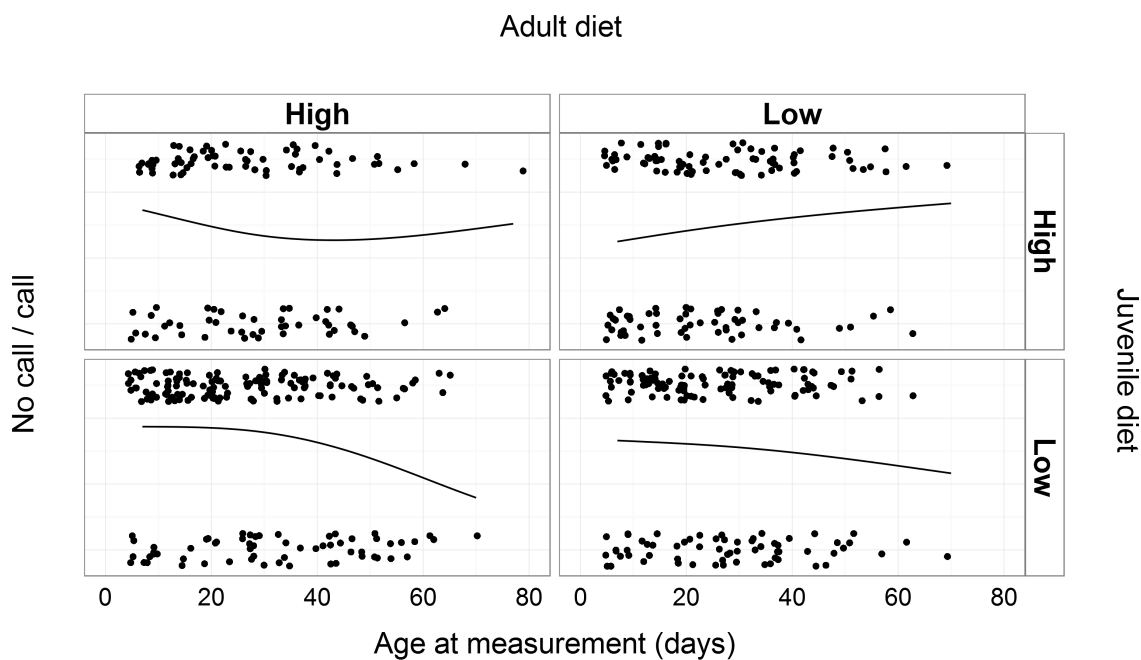 Adult diet
High
Low
High
Low
No call / call
Juvenile diet
0 20 40 60 80 0 20 40 60 80
Age at measurement (days)